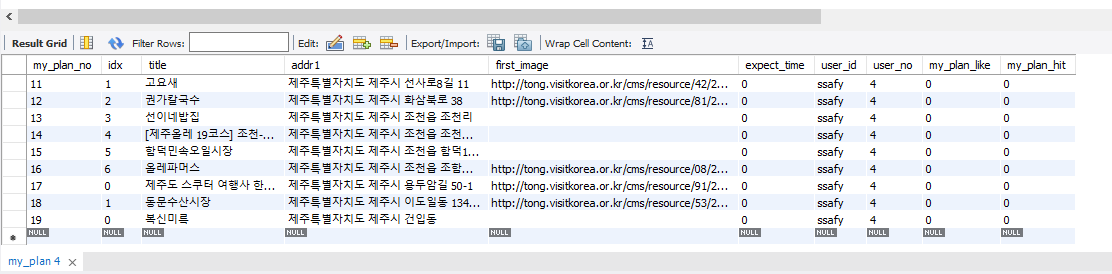 Result Grid Filter Rows: Edit: Export/Import: Wrap Cell Content: IA
my_plan_no idx title addr1 first_image expect_time user_id user_no my_plan_like my_plan_hit
11 1 고요새 제주특별자치도 제주시 선사로8길 11 http://tong.visitkorea.or.kr/cms/resource/42/2... 0 ssafy 4 0 0
12 2 권가칼국수 제주특별자치도 제주시 화삼북로 38 http://tong.visitkorea.or.kr/cms/resource/81/2... 0 ssafy 4 0 0
13 3 선이네밥집 제주특별자치도 제주시 조천읍 조천리 0 ssafy 4 0 0
14 4 [제주올레 19코스] 조천-... 제주특별자치도 제주시 조천읍 조천... 0 ssafy 4 0 0
15 5 함덕민속오일시장 제주특별자치도 제주시 조천읍 함덕1... 0 ssafy 4 0 0
16 6 올레파머스 제주특별자치도 제주시 조천읍 조함... http://tong.visitkorea.or.kr/cms/resource/08/2... 0 ssafy 4 0 0
17 0 제주도 스쿠터 여행사 한... 제주특별자치도 제주시 용두암길 50-1 http://tong.visitkorea.or.kr/cms/resource/91/2... 0 ssafy 4 0 0
18 1 동문수산시장 제주특별자치도 제주시 이도일동 134... http://tong.visitkorea.or.kr/cms/resource/53/2... 0 ssafy 4 0 0
19 0 복신미륵 제주특별자치도 제주시 건입동 0 ssafy 4 0 0
NULL NULL NULL NULL NULL NULL NULL NULL NULL NULL
my_plan 4